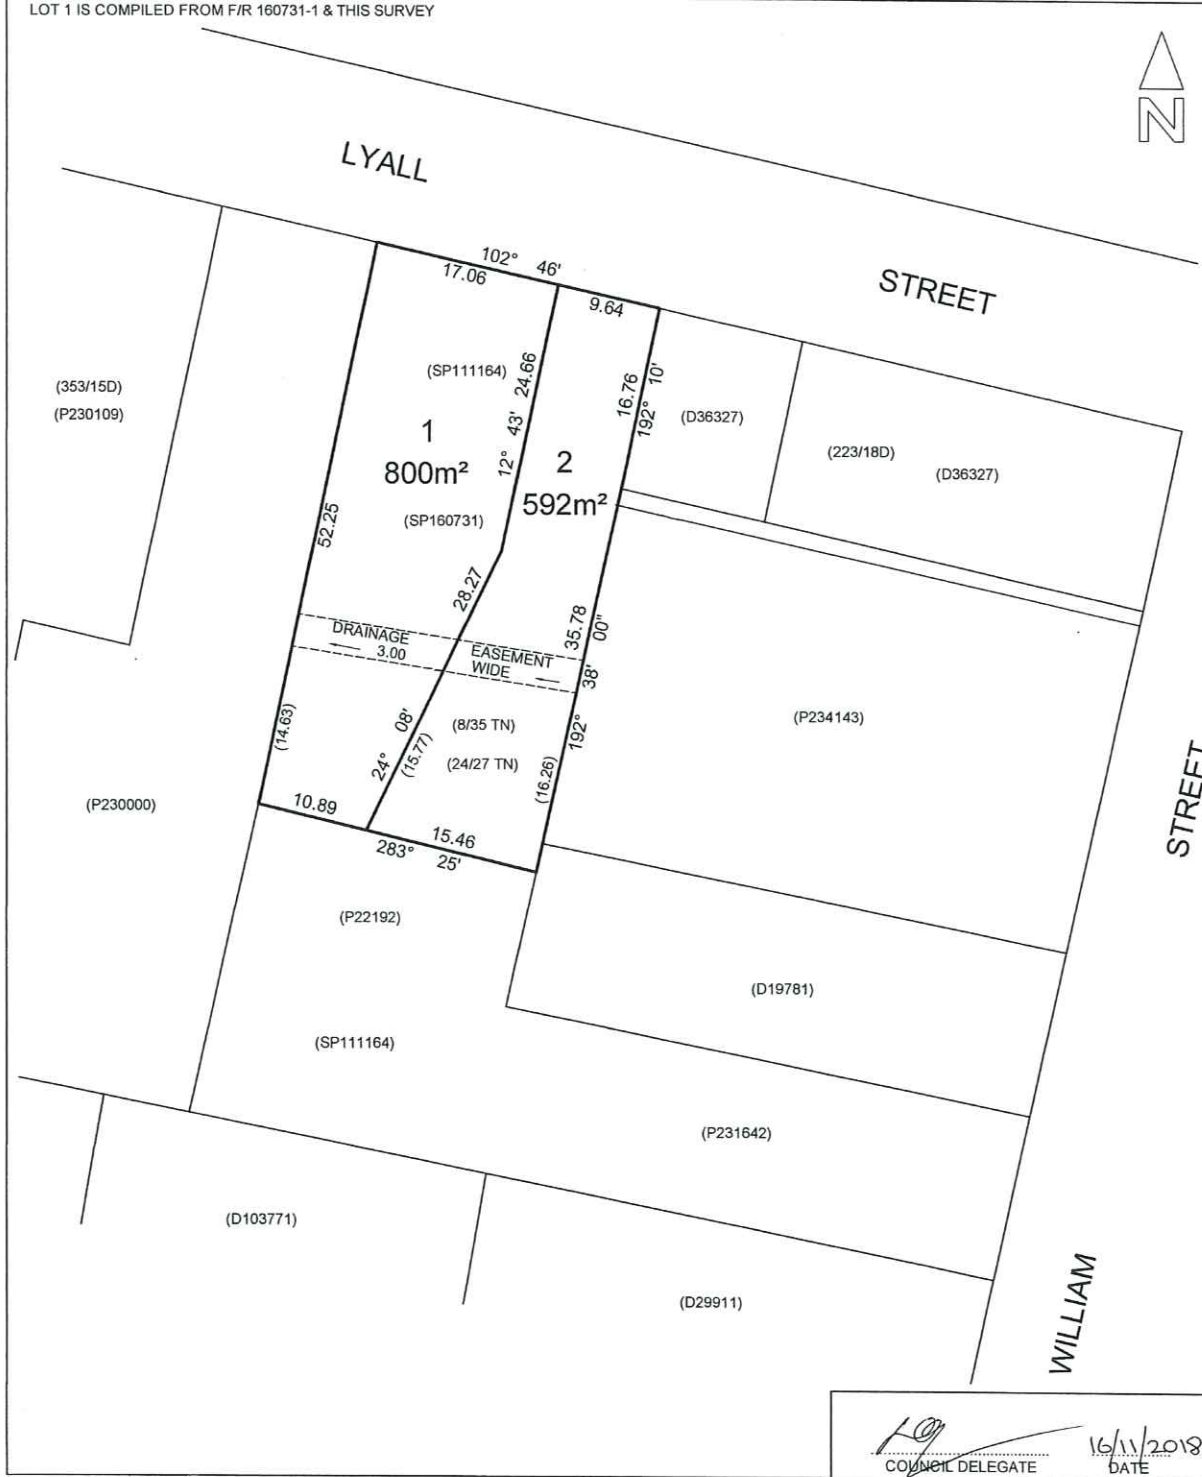 LOT 1 IS COMPILED FROM F/R 160731-1 & THIS SURVEY
N
LYALL
STREET
102° 46'
17.06
9.64
(SP111164)
24.66
12° 43'
1
800m²
(SP160731)
52.25
2
592m²
16.76
192° 10'
(D36327)
(223/18D)
(D36327)
(353/15D)
(P230109)
28.27
DRAINAGE
3.00
EASEMENT
WIDE
35.78
192° 38' 00"
(14.63)
24° 08'
(15.77)
(8/35 TN)
(24/27 TN)
(16.26)
(P234143)
STREET
(P230000)
10.89
15.46
283° 25'
(P22192)
(D19781)
(SP111164)
(P231642)
(D103771)
(D29911)
WILLIAM
16/11/2018
COUNCIL DELEGATE
DATE